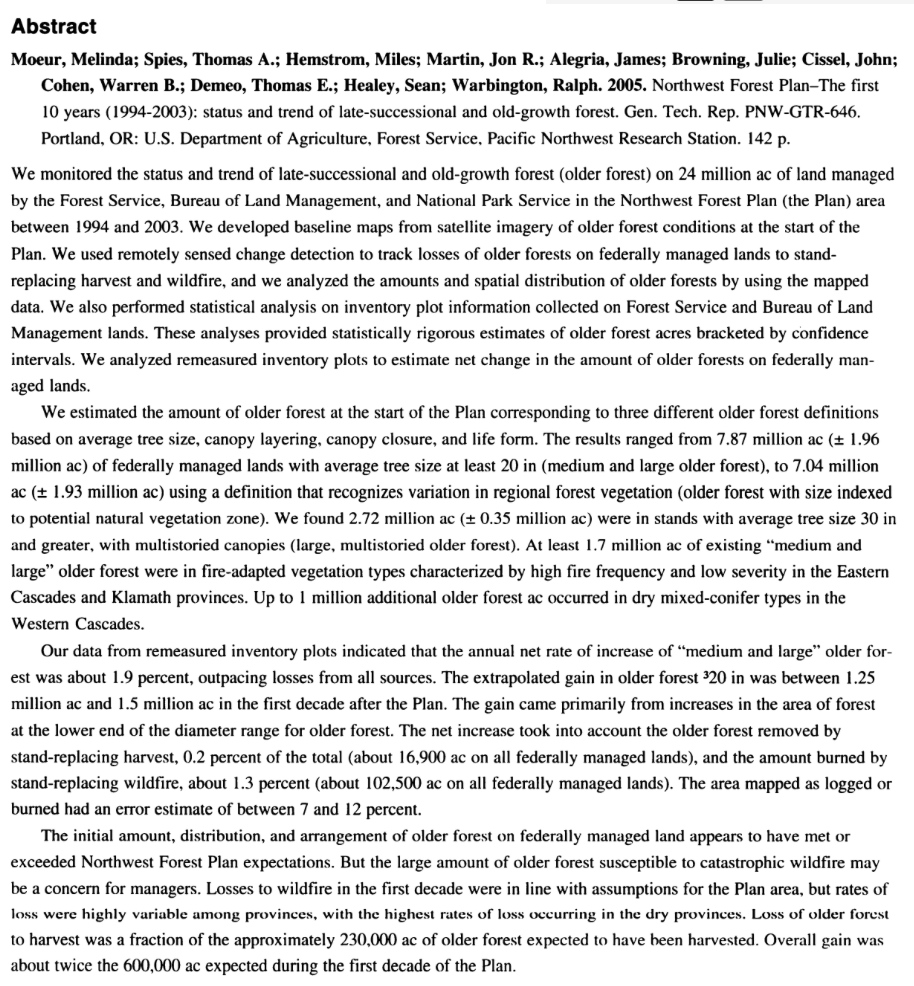 Abstract
Moeur, Melinda; Spies, Thomas A.; Hemstrom, Miles; Martin, Jon R.; Alegria, James; Browning, Julie; Cissel, John;
Cohen, Warren B.; Demeo, Thomas E.; Healey, Sean; Warbington, Ralph. 2005. Northwest Forest Plan–The first
10 years (1994-2003): status and trend of late-successional and old-growth forest. Gen. Tech. Rep. PNW-GTR-646.
Portland, OR: U.S. Department of Agriculture, Forest Service, Pacific Northwest Research Station. 142 p.
We monitored the status and trend of late-successional and old-growth forest (older forest) on 24 million ac of land managed
by the Forest Service, Bureau of Land Management, and National Park Service in the Northwest Forest Plan (the Plan) area
between 1994 and 2003. We developed baseline maps from satellite imagery of older forest conditions at the start of the
Plan. We used remotely sensed change detection to track losses of older forests on federally managed lands to stand-
replacing harvest and wildfire, and we analyzed the amounts and spatial distribution of older forests by using the mapped
data. We also performed statistical analysis on inventory plot information collected on Forest Service and Bureau of Land
Management lands. These analyses provided statistically rigorous estimates of older forest acres bracketed by confidence
intervals. We analyzed remeasured inventory plots to estimate net change in the amount of older forests on federally man-
aged lands.
We estimated the amount of older forest at the start of the Plan corresponding to three different older forest definitions
based on average tree size, canopy layering, canopy closure, and life form. The results ranged from 7.87 million ac (± 1.96
million ac) of federally managed lands with average tree size at least 20 in (medium and large older forest), to 7.04 million
ac (± 1.93 million ac) using a definition that recognizes variation in regional forest vegetation (older forest with size indexed
to potential natural vegetation zone). We found 2.72 million ac (± 0.35 million ac) were in stands with average tree size 30 in
and greater, with multistoried canopies (large, multistoried older forest). At least 1.7 million ac of existing “medium and
large” older forest were in fire-adapted vegetation types characterized by high fire frequency and low severity in the Eastern
Cascades and Klamath provinces. Up to 1 million additional older forest ac occurred in dry mixed-conifer types in the
Western Cascades.
Our data from remeasured inventory plots indicated that the annual net rate of increase of “medium and large” older for-
est was about 1.9 percent, outpacing losses from all sources. The extrapolated gain in older forest ³20 in was between 1.25
million ac and 1.5 million ac in the first decade after the Plan. The gain came primarily from increases in the area of forest
at the lower end of the diameter range for older forest. The net increase took into account the older forest removed by
stand-replacing harvest, 0.2 percent of the total (about 16,900 ac on all federally managed lands), and the amount burned by
stand-replacing wildfire, about 1.3 percent (about 102,500 ac on all federally managed lands). The area mapped as logged or
burned had an error estimate of between 7 and 12 percent.
The initial amount, distribution, and arrangement of older forest on federally managed land appears to have met or
exceeded Northwest Forest Plan expectations. But the large amount of older forest susceptible to catastrophic wildfire may
be a concern for managers. Losses to wildfire in the first decade were in line with assumptions for the Plan area, but rates of
loss were highly variable among provinces, with the highest rates of loss occurring in the dry provinces. Loss of older forest
to harvest was a fraction of the approximately 230,000 ac of older forest expected to have been harvested. Overall gain was
about twice the 600,000 ac expected during the first decade of the Plan.